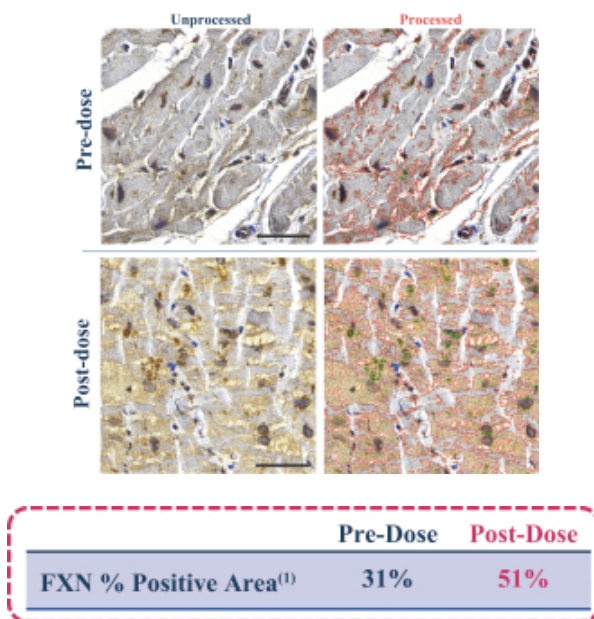 Unprocessed Processed
Pre-dose
Post-dose
Pre-Dose Post-Dose
FXN % Positive Area(1) 31% 51%